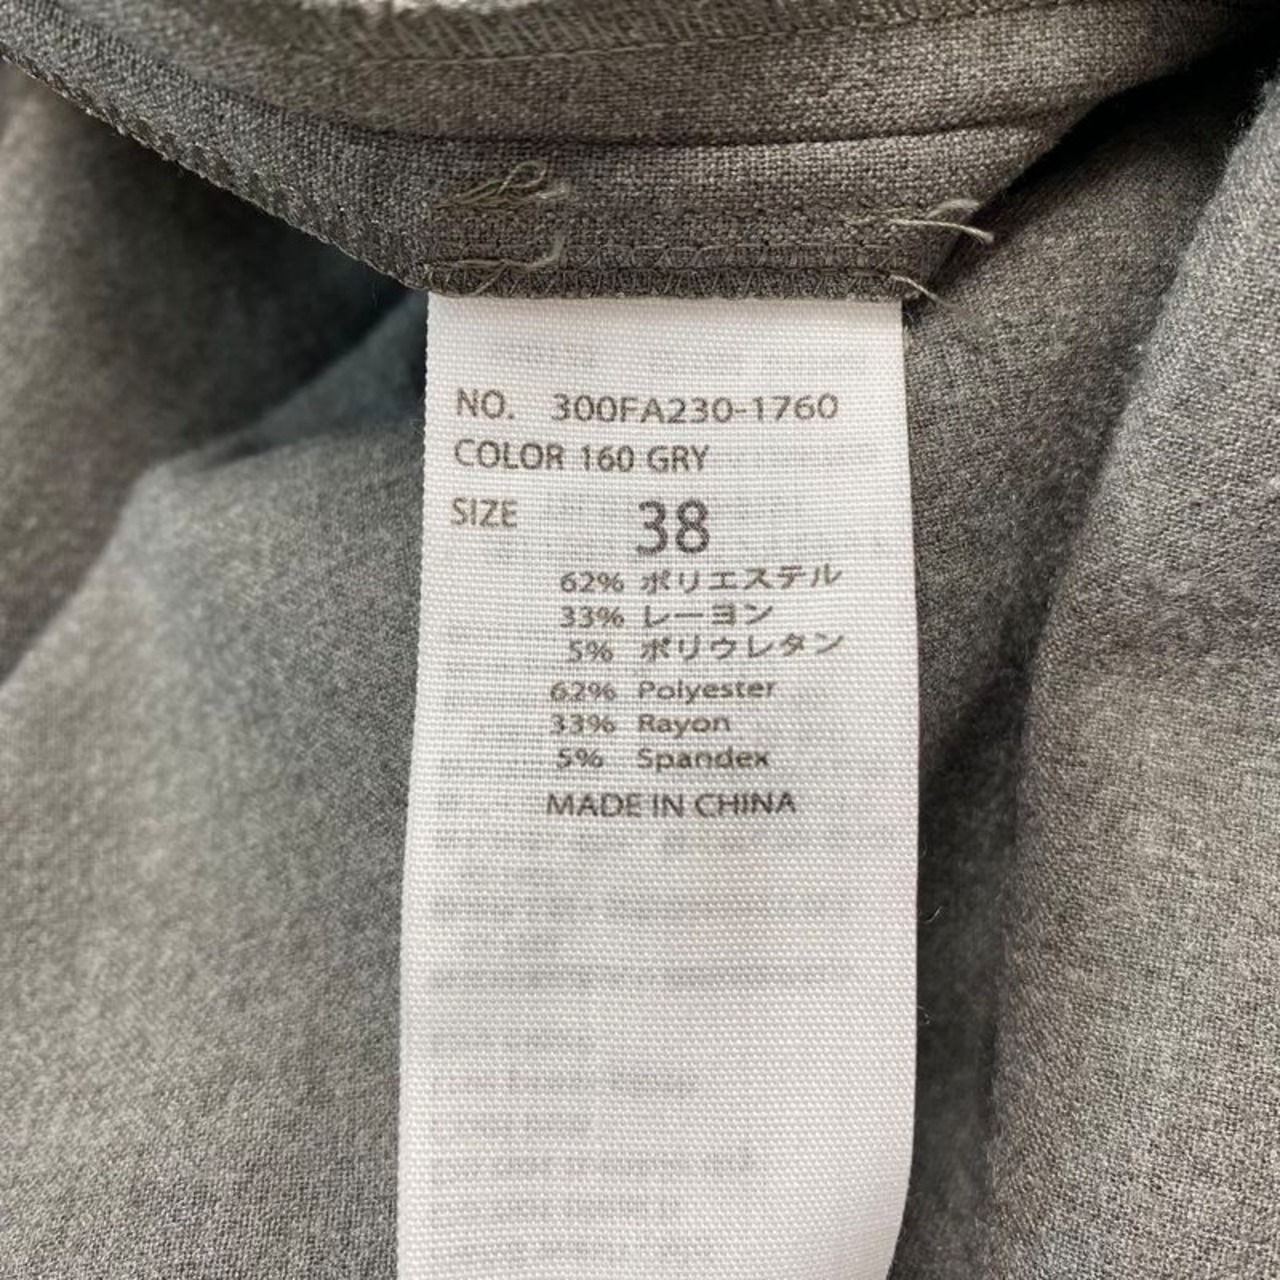 NO. 300FA230-1760
COLOR 160 GRY
SIZE 38
62% ポリエステル
33% レーヨン
5% ポリウレタン
62% Polyester
33% Rayon
5% Spandex
MADE IN CHINA